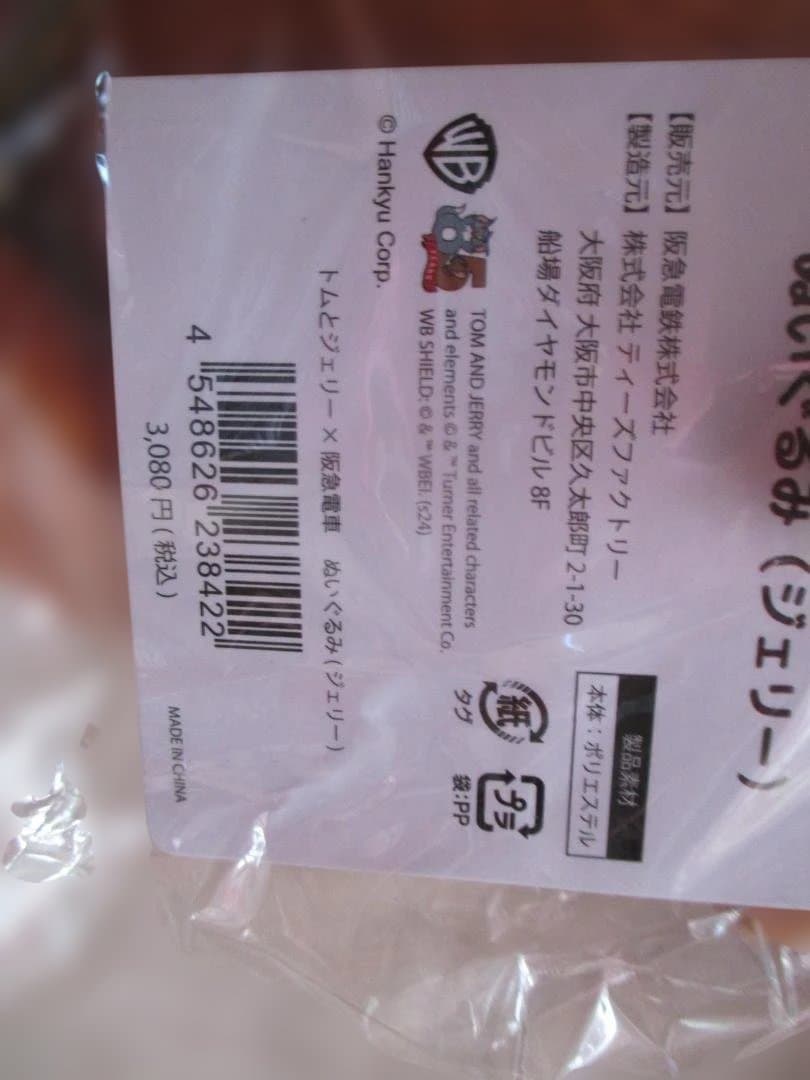 ぬいぐるみ(ジェリー)
【販売元】 阪急電鉄株式会社
【製造元】 株式会社 ティーズファクトリー
大阪府 大阪市中央区久太郎町 2-1-30
船場ダイヤモンドビル 8F
製品素材
本体：ポリエステル
WB
85
TOM AND JERRY and all related characters
and elements © & ™ Turner Entertainment Co.
WB SHIELD: © & ™ WBEI. (s24)
紙
タグ
プラ
袋:PP
© Hankyu Corp.
トムとジェリー × 阪急電車 ぬいぐるみ(ジェリー)
4 548626 238422
3,080 円 ( 税込 )
MADE IN CHINA